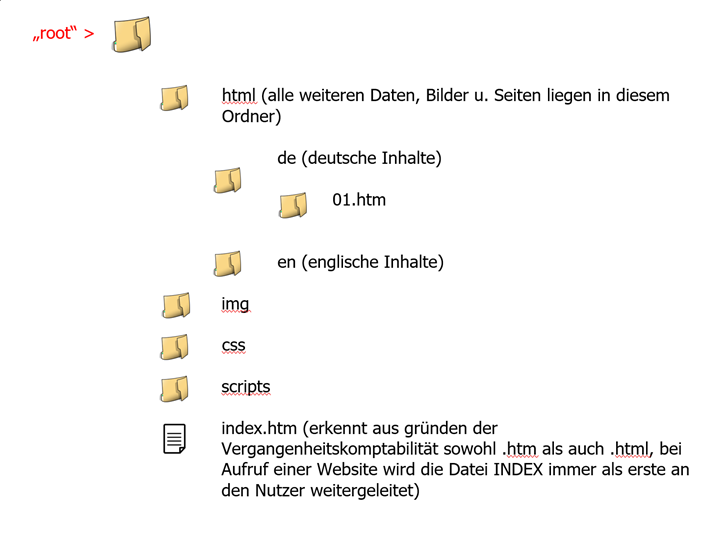 „root“ >
html (alle weiteren Daten, Bilder u. Seiten liegen in diesem
Ordner)
de (deutsche Inhalte)
01.htm
en (englische Inhalte)
img
css
scripts
index.htm (erkennt aus gründen der
Vergangenheitskomptabilität sowohl .htm als auch .html, bei
Aufruf einer Website wird die Datei INDEX immer als erste an
den Nutzer weitergeleitet)